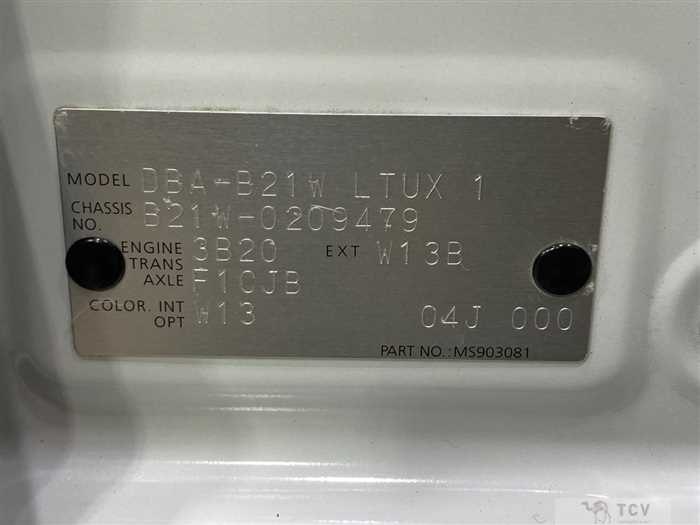 MODEL DBA-B21W LTUX 1
CHASSIS NO. B21W-0209479
ENGINE 3B20 EXT W13B
TRANS AXLE F1CJB
COLOR. INT OPT W13 04J 000
PART NO.:MS903081
TCV